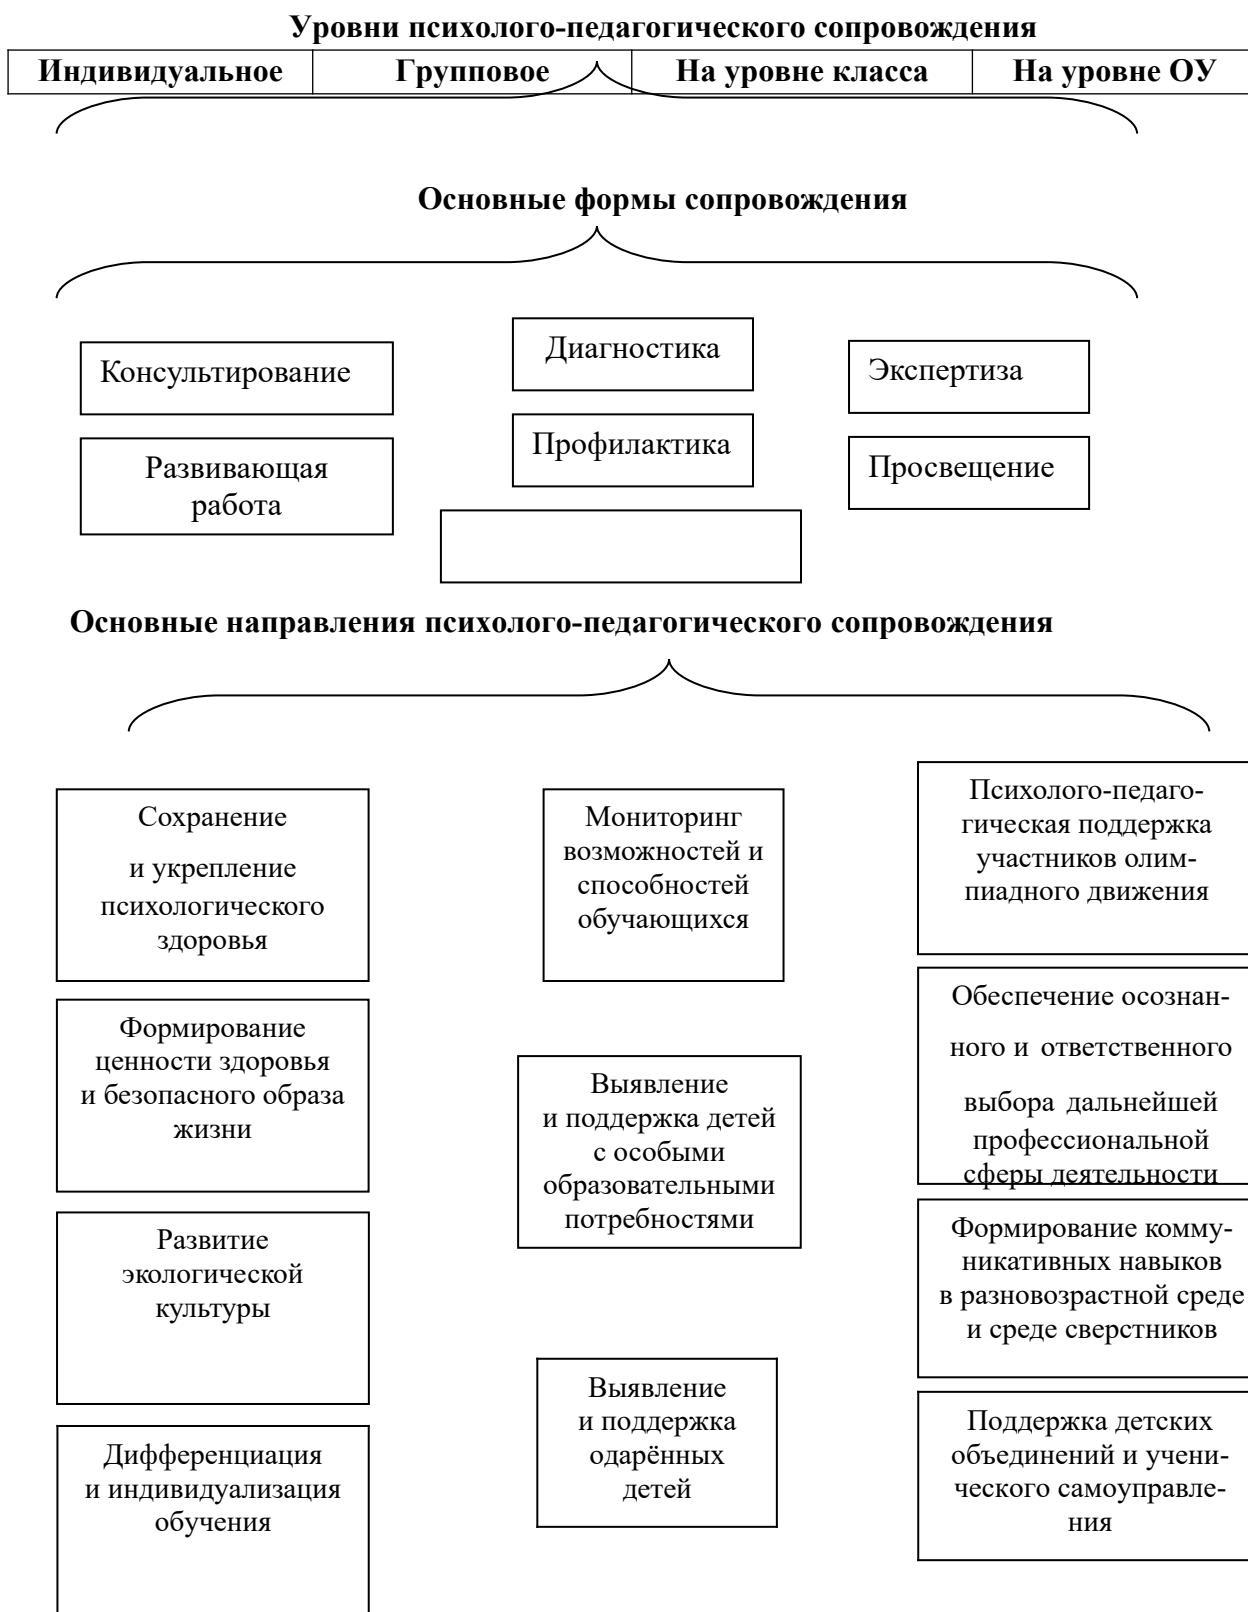 Уровни психолого-педагогического сопровождения
Индивидуальное Групповое На уровне класса На уровне ОУ
Основные формы сопровождения
Консультирование
Диагностика
Экспертиза
Развивающая
работа
Профилактика
Просвещение
Основные направления психолого-педагогического сопровождения
Сохранение
и укрепление
психологического
здоровья
Мониторинг
возможностей и
способностей
обучающихся
Психолого-педаго-
гическая поддержка
участников олим-
пиадного движения
Формирование
ценности здоровья
и безопасного образа
жизни
Выявление
и поддержка детей
с особыми
образовательными
потребностями
Обеспечение осознан-
ного и ответственного
выбора дальнейшей
профессиональной
сферы деятельности
Развитие
экологической
культуры
Формирование комму-
никативных навыков
в разновозрастной среде
и среде сверстников
Дифференциация
и индивидуализация
обучения
Выявление
и поддержка
одарённых
детей
Поддержка детских
объединений и учени-
ческого самоуправле-
ния